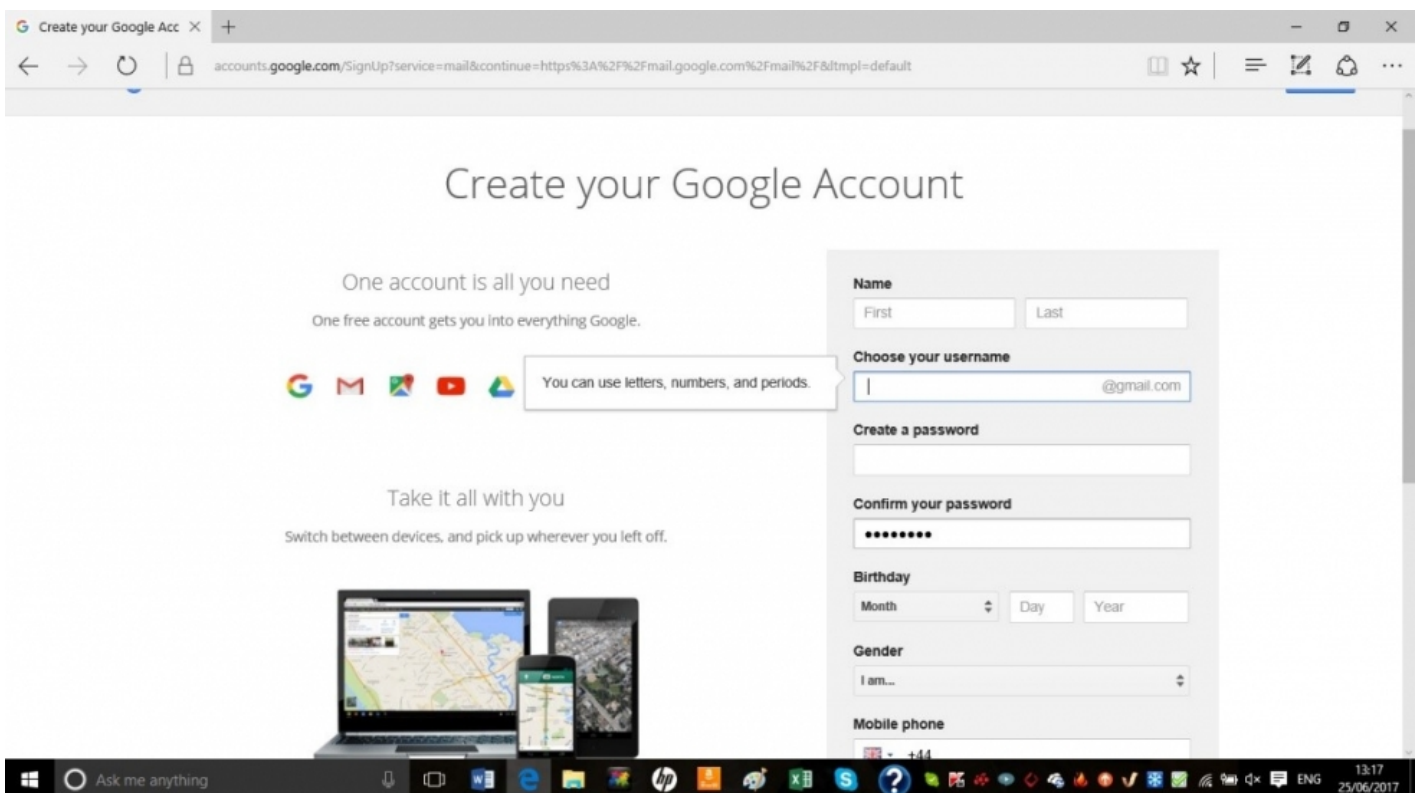 Create your Google Acc
accounts.google.com/SignUp?service=mail&continue=https%3A%2F%2Fmail.google.com%2Fmail%2F&ltmpl=default
Create your Google Account
One account is all you need
One free account gets you into everything Google.
You can use letters, numbers, and periods.
Take it all with you
Switch between devices, and pick up wherever you left off.
Name
First Last
Choose your username
@gmail.com
Create a password
Confirm your password
Birthday
Month Day Year
Gender
I am...
Mobile phone
+44
Ask me anything
ENG
13:17
25/06/2017